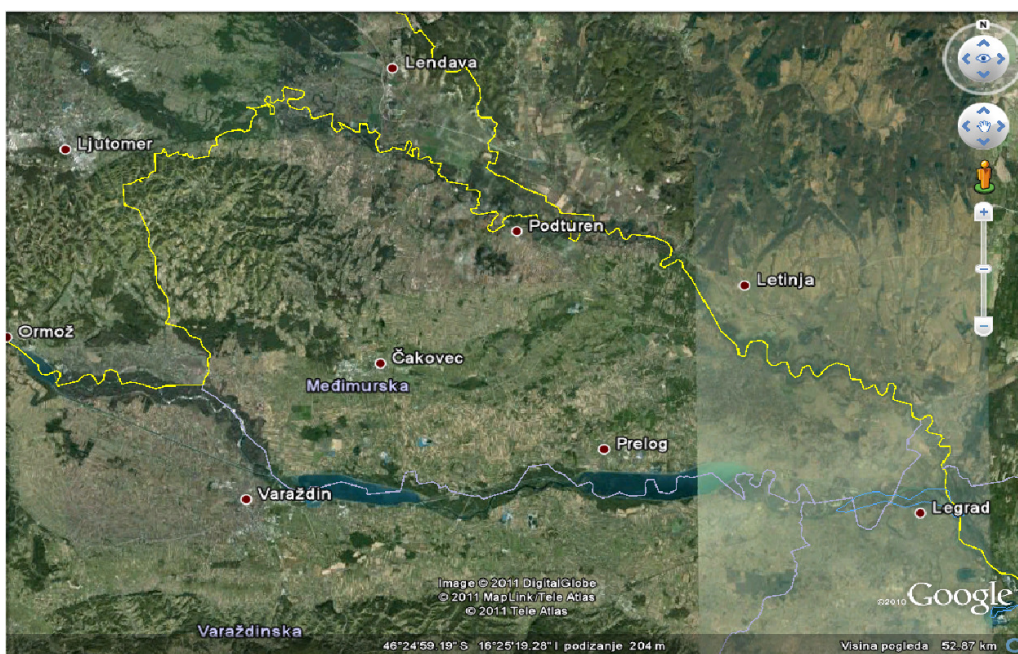 N
Lendava
Ljutomer
Podturen
Letinja
Ormož
Čakovec
Međimurska
Prelog
Varaždin
Legrad
Image © 2011 DigitalGlobe
© 2011 MapLink/Tele Atlas
© 2011 Tele Atlas
©2010 Google
Varaždinska
46°24'59.19" S 16°25'19.28" I podizanje 204 m Visina pogleda 52.87 km